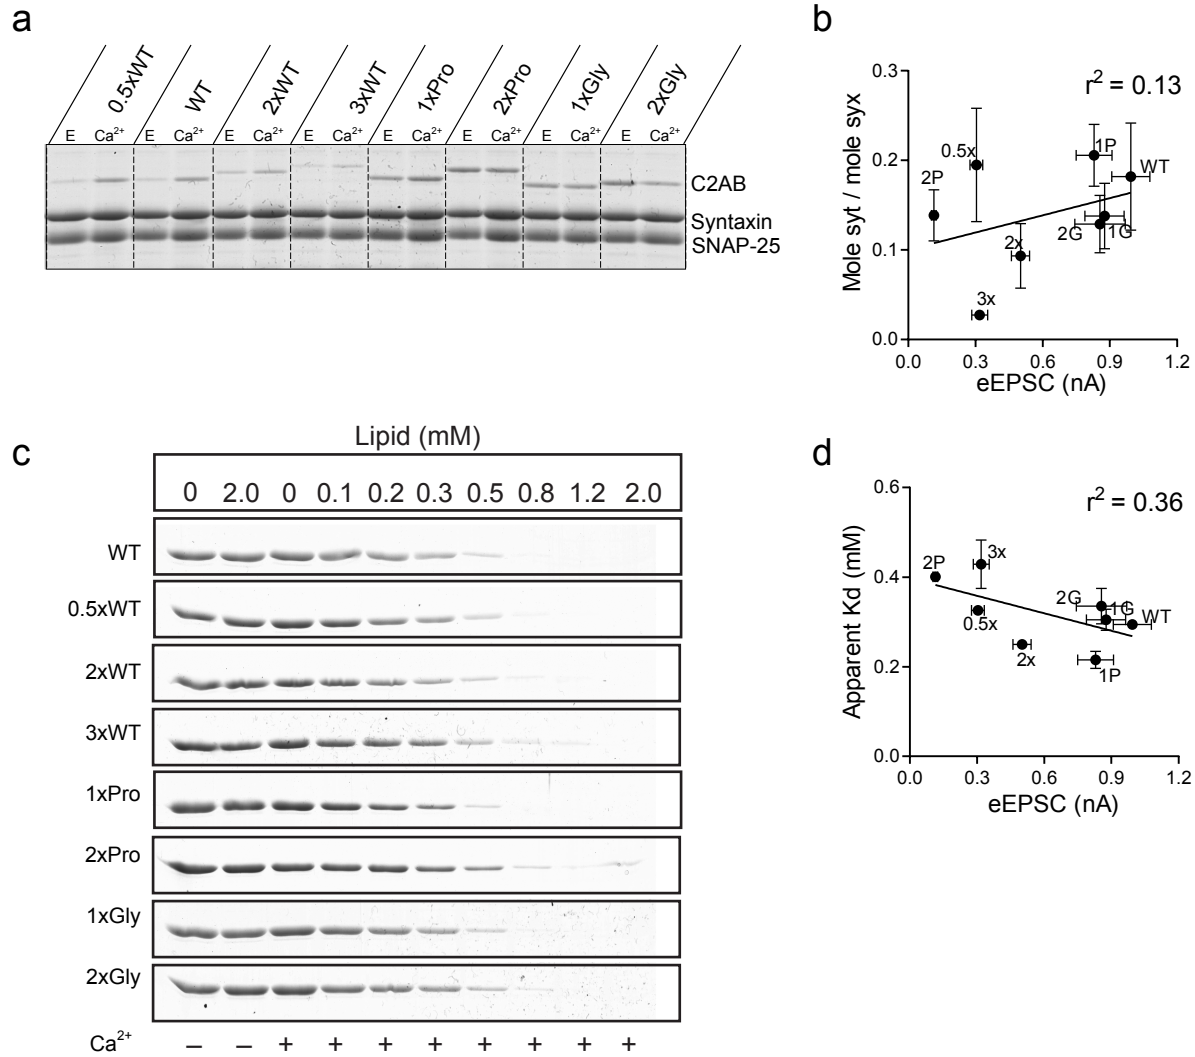 a
0.5xWT WT 2xWT 3xWT 1xPro 2xPro 1xGly 2xGly
E Ca²⁺ E Ca²⁺ E Ca²⁺ E Ca²⁺ E Ca²⁺ E Ca²⁺ E Ca²⁺ E Ca²⁺
C2AB
Syntaxin
SNAP-25
b
r² = 0.13
Mole syt / mole syx
0.3
0.2
0.1
0.0
0.5x
1P
WT
2P
2G
1G
2x
3x
0.0 0.3 0.6 0.9 1.2
eEPSC (nA)
c
Lipid (mM)
0 2.0 0 0.1 0.2 0.3 0.5 0.8 1.2 2.0
WT
0.5xWT
2xWT
3xWT
1xPro
2xPro
1xGly
2xGly
Ca²⁺ – – + + + + + + + +
d
r² = 0.36
Apparent Kd (mM)
0.6
0.4
0.2
0.0
3x
2P
2G
1G
WT
0.5x
2x
1P
0.0 0.3 0.6 0.9 1.2
eEPSC (nA)